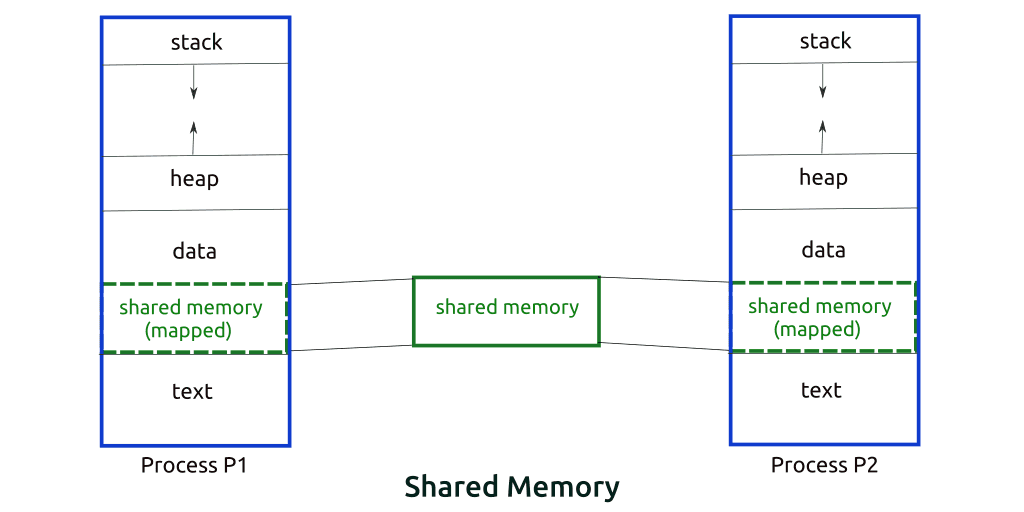 stack
heap
data
shared memory
(mapped)
text
Process P1
shared memory
stack
heap
data
shared memory
(mapped)
text
Process P2
Shared Memory